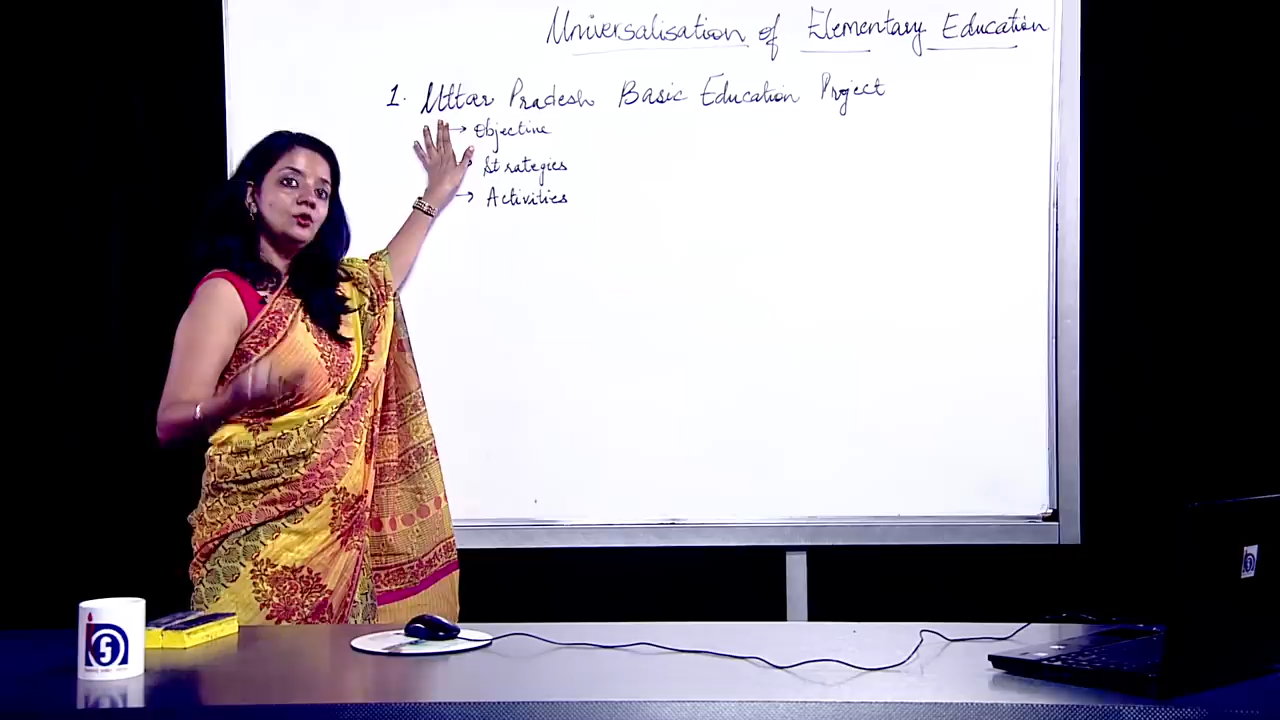 Universalisation of Elementary Education
1. Uttar Pradesh Basic Education Project
→ Objective
Strategies
→ Activities